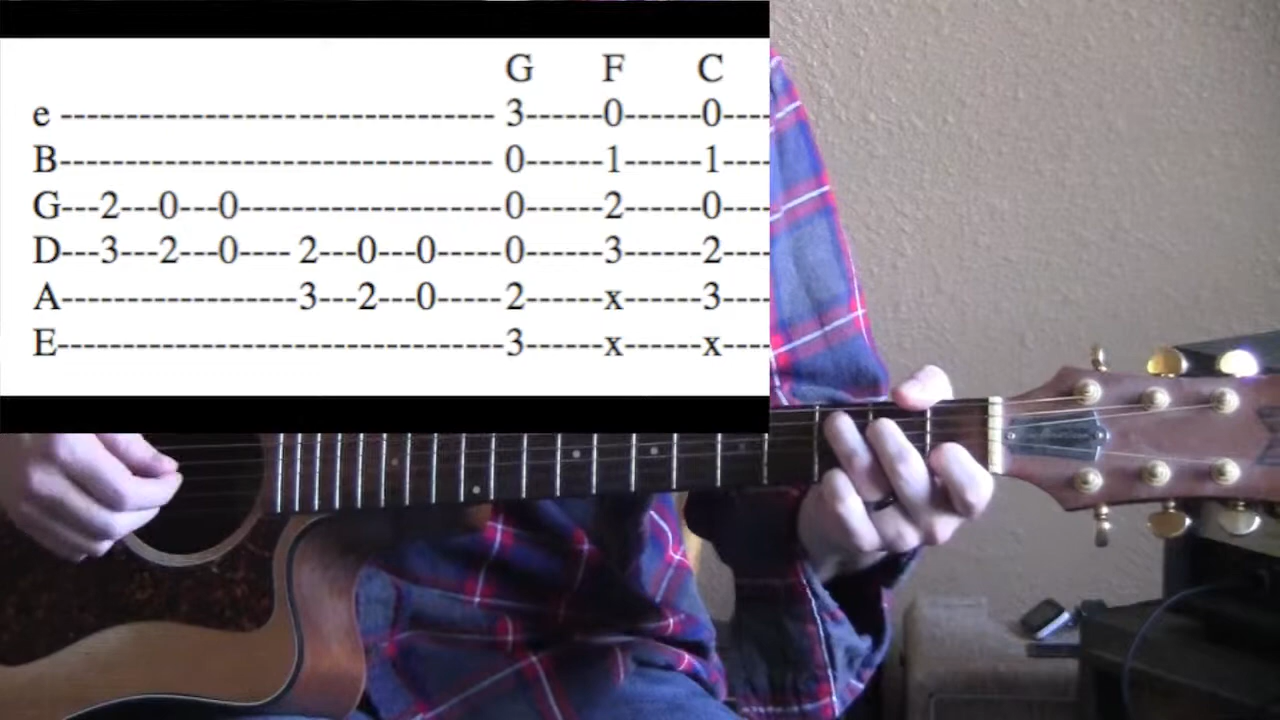 G F C
e --------------------------------- 3------0------0----
B--------------------------------- 0------1------1----
G---2---0---0---------------------0------2------0----
D---3---2---0---- 2---0---0-----0------3------2----
A------------------3---2---0-----2------x------3----
E----------------------------------3------x------x----